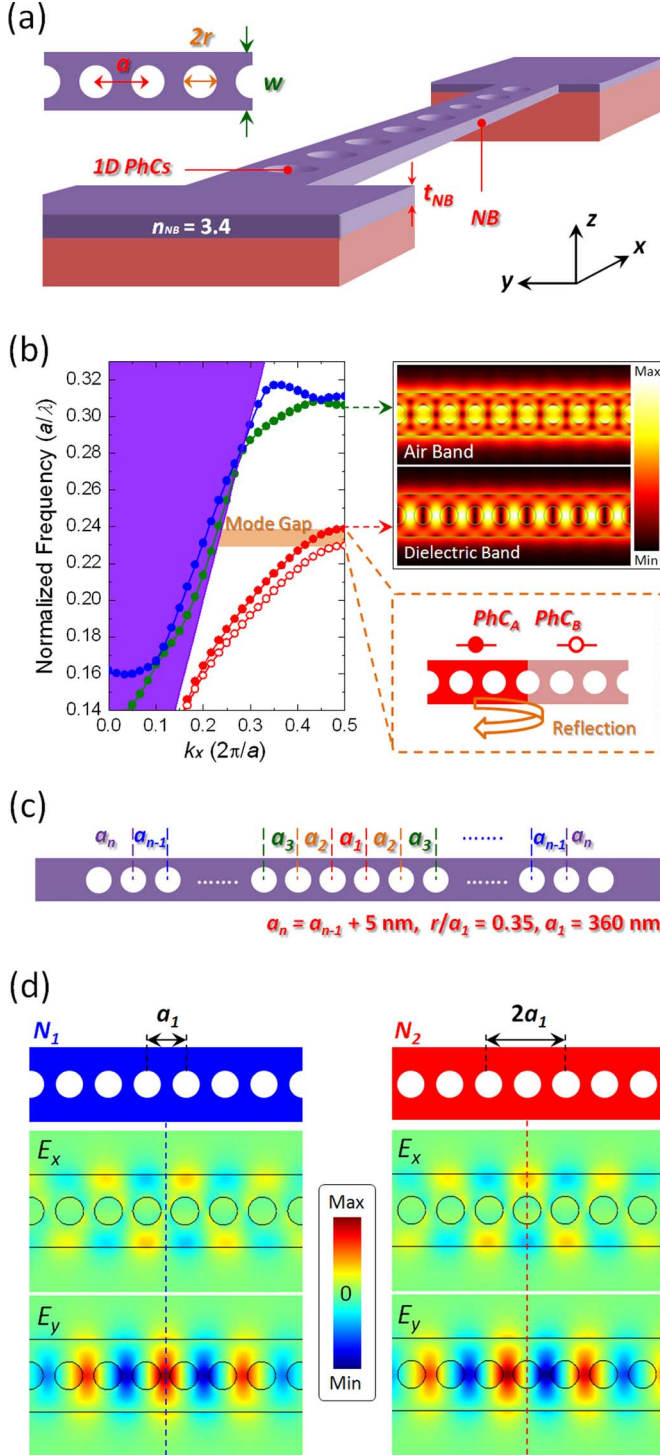 (a)
2r
a
w
1D PhCs
t_NB
NB
n_NB = 3.4
z
x
y
(b)
Normalized Frequency (a/λ)
0.32
0.30
0.28
0.26
0.24
0.22
0.20
0.18
0.16
0.14
Mode Gap
0.0 0.1 0.2 0.3 0.4 0.5
k_x (2π/a)
Air Band
Dielectric Band
Max
Min
PhC_A PhC_B
Reflection
(c)
a_n a_{n-1} a_3 a_2 a_1 a_2 a_3 ....... a_{n-1} a_n
....... .......
a_n = a_{n-1} + 5 nm, r/a_1 = 0.35, a_1 = 360 nm
(d)
N_1
a_1
N_2
2a_1
E_x
E_x
Max
0
Min
E_y
E_y